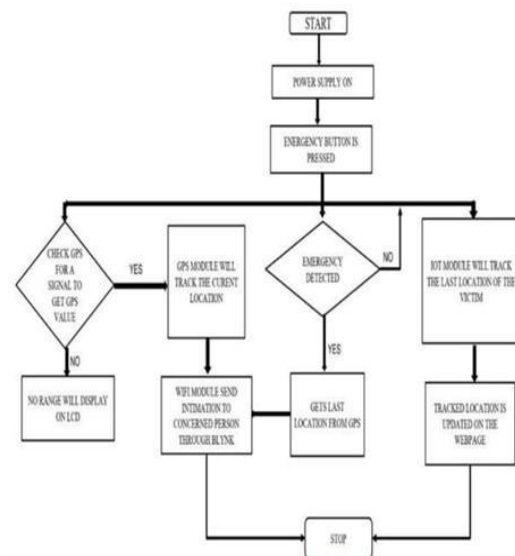 START
POWER SUPPLY ON
ENERGENCY BUTTON IS
PRESSED
CHECK GPS
FOR A
SIGNAL TO
GET GPS
VALUE
YES
NO
GPS MODULE WILL
TRACK THE CURENT
LOCATION
EMERGENCY
DETECTED
NO
YES
IOT MODULE WILL TRACK
THE LAST LOCATION OF THE
VICTIM
NO RANGE WILL DISPLAY
ON LCD
WIFI MODULE SEND
INTIMATION TO
CONCERNED PERSON
THROUGH BLYNK
GETS LAST
LOCATION FROM GPS
TRACKED LOCATION
IS UPDATED ON THE
WEBPAGE
STOP